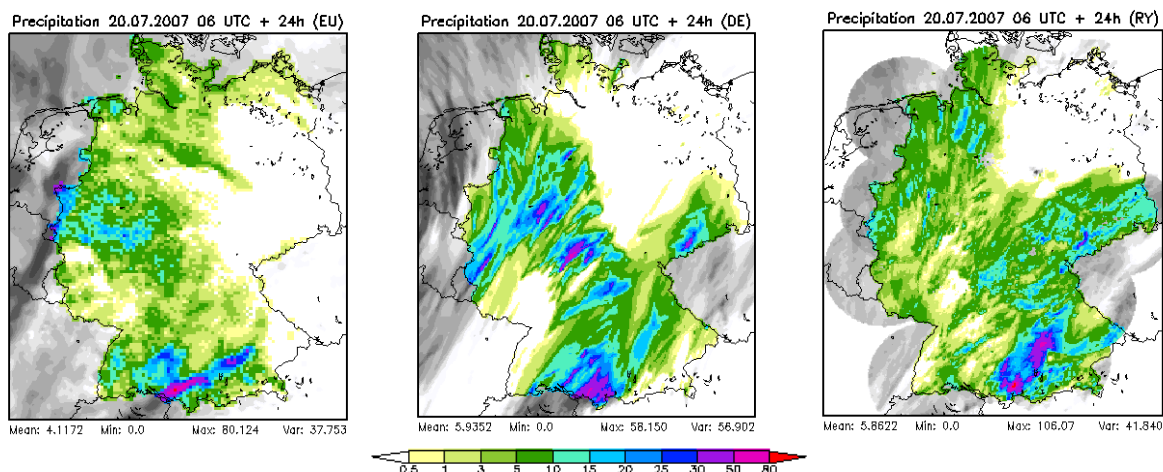 Precipitation 20.07.2007 06 UTC + 24h (EU)
Precipitation 20.07.2007 06 UTC + 24h (DE)
Precipitation 20.07.2007 06 UTC + 24h (RY)
Mean: 4.1172 Min: 0.0 Max: 80.124 Var: 37.753
Mean: 5.9352 Min: 0.0 Max: 58.150 Var: 56.902
Mean: 5.8622 Min: 0.0 Max: 106.07 Var: 41.840
0.5 1 3 5 10 15 20 25 30 50 80